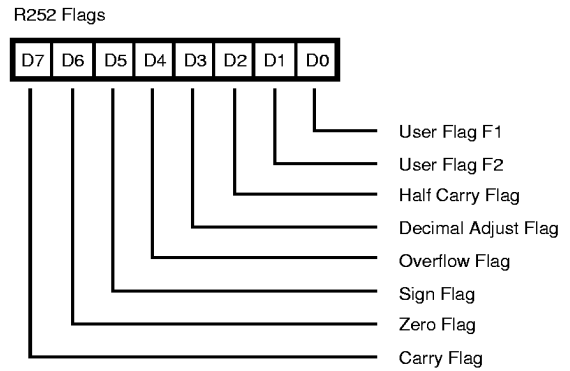 R252 Flags
D7 D6 D5 D4 D3 D2 D1 D0
User Flag F1
User Flag F2
Half Carry Flag
Decimal Adjust Flag
Overflow Flag
Sign Flag
Zero Flag
Carry Flag